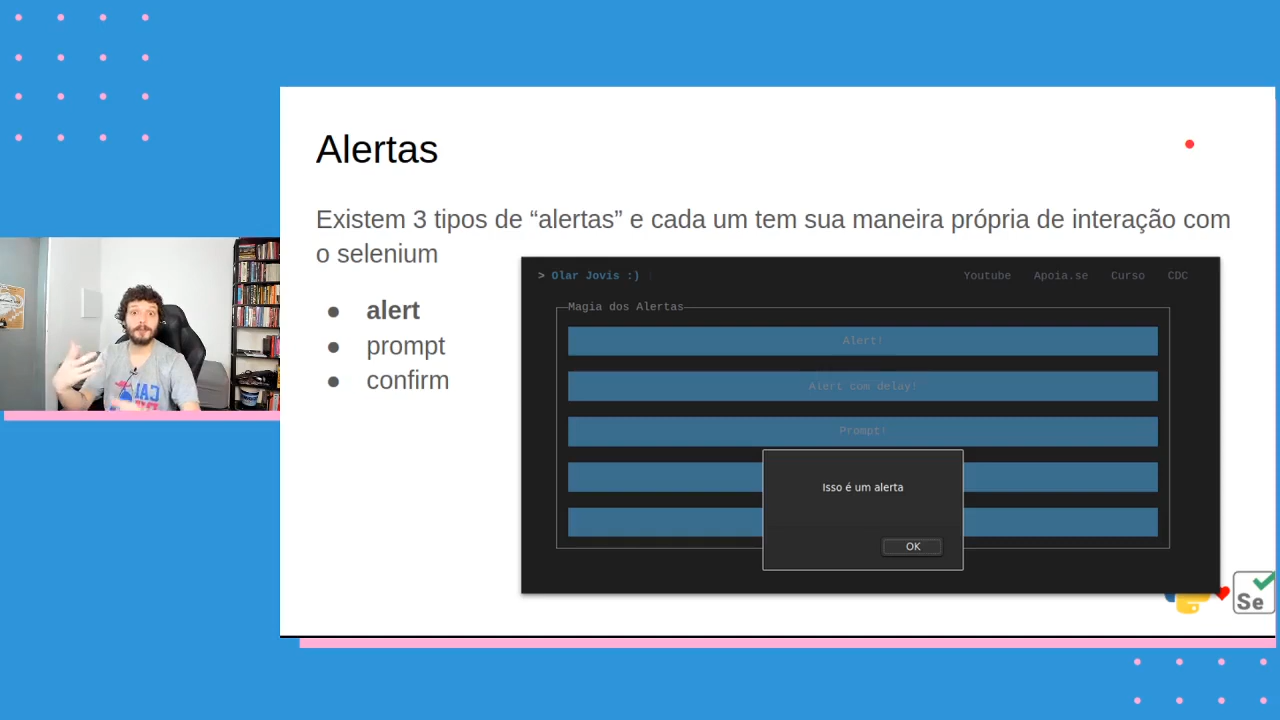 Alertas
Existem 3 tipos de “alertas” e cada um tem sua maneira própria de interação com
o selenium
● alert
● prompt
● confirm
> Olar Jovis :)
Youtube Apoia.se Curso CDC
Magia dos Alertas
Alert!
Alert com delay!
Prompt!
Isso é um alerta
OK
Se